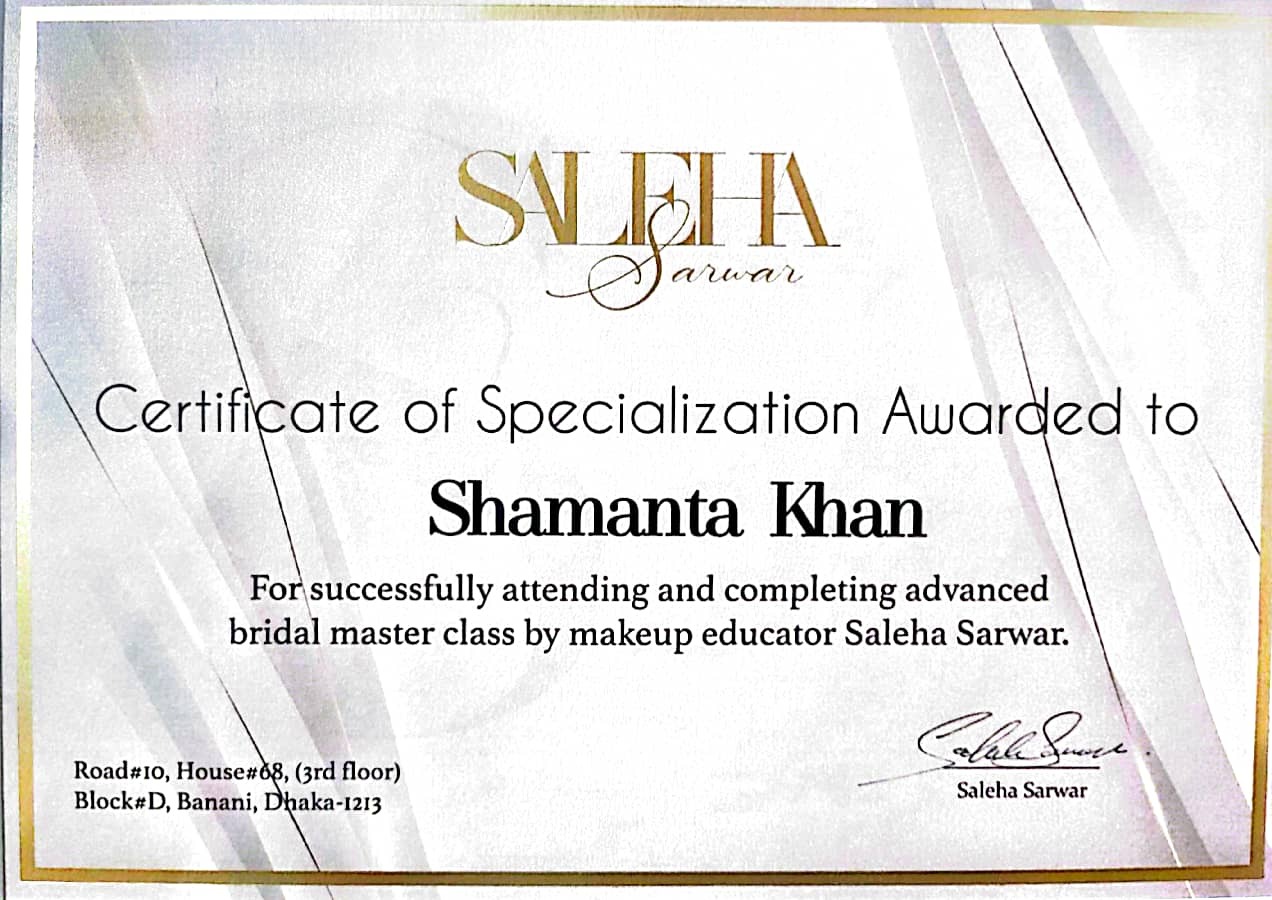 SALEHA
Sarwar
Certificate of Specialization Awarded to
Shamanta Khan
For successfully attending and completing advanced
bridal master class by makeup educator Saleha Sarwar.
Road#10, House#68, (3rd floor)
Block#D, Banani, Dhaka-1213
Saleha Sarwar
Saleha Sarwar